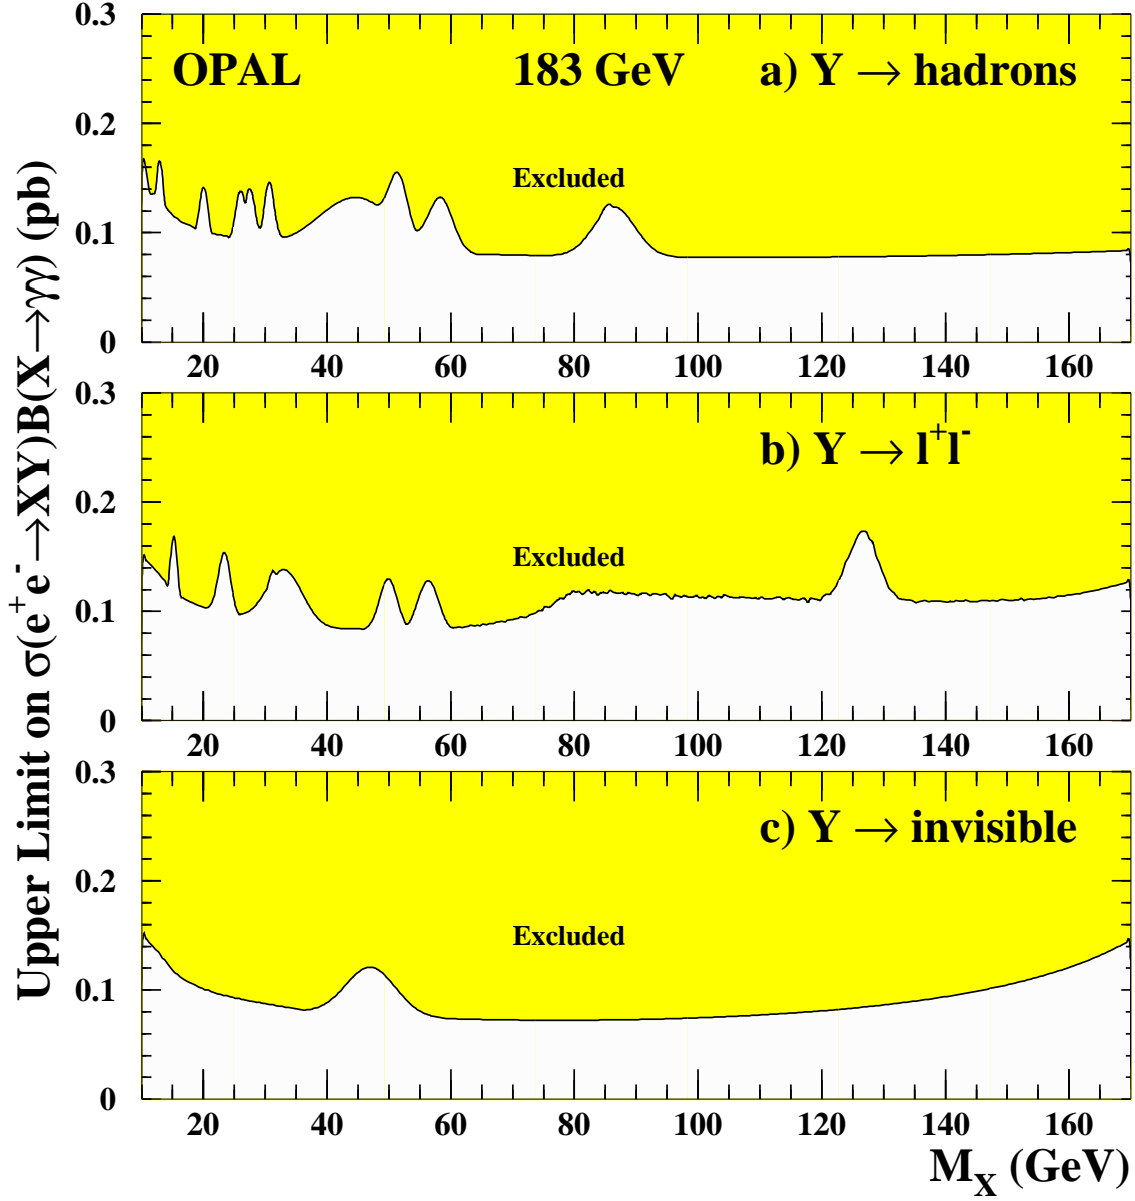 Upper Limit on σ(e⁺e⁻→XY)B(X→γγ) (pb)
0.3
OPAL 183 GeV a) Y → hadrons
0.2
Excluded
0.1
0
20 40 60 80 100 120 140 160
0.3
b) Y → l⁺l⁻
0.2
Excluded
0.1
0
20 40 60 80 100 120 140 160
0.3
c) Y → invisible
0.2
Excluded
0.1
0
20 40 60 80 100 120 140 160
M_X (GeV)